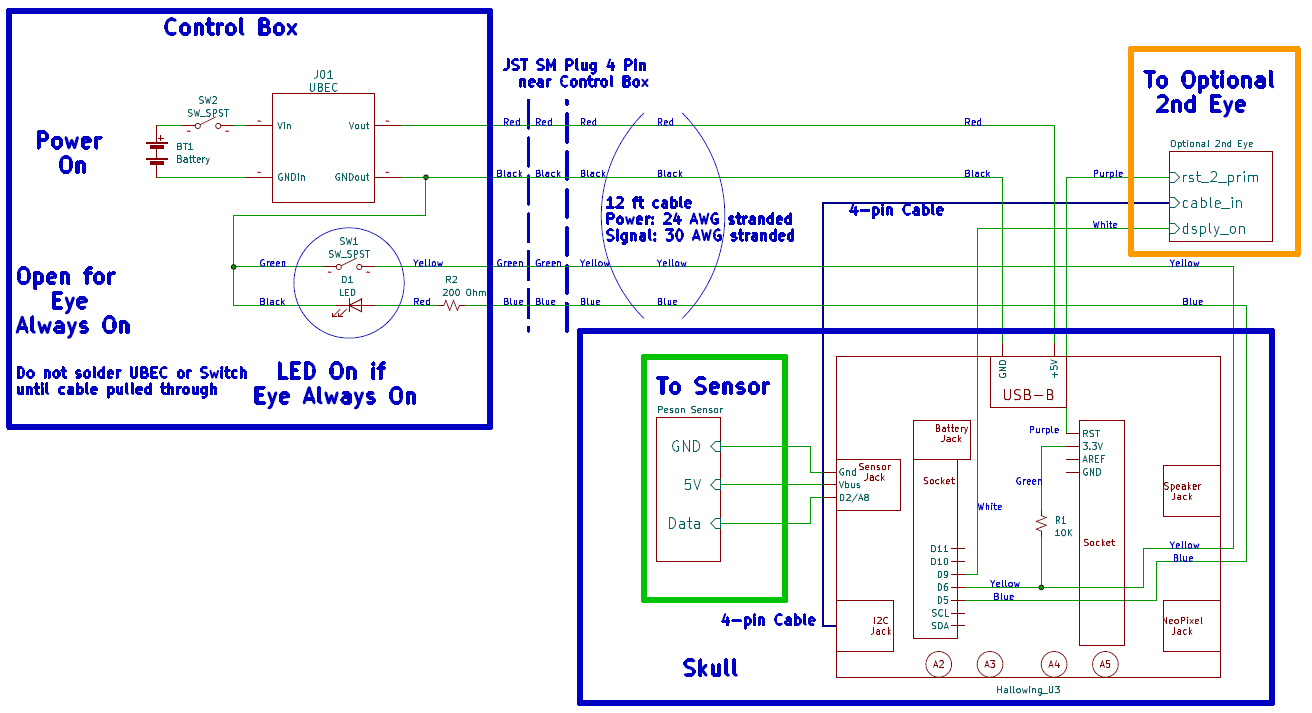 Control Box
JST SM Plug 4 Pin
near Control Box
To Optional
2nd Eye
J01
UBEC
SW2
SW_SPST
Vin
Vout
GNDin
GNDout
BT1
Battery
Power
On
Red
Red
Red
Red
Red
Black
Black
Black
Black
Black
Optional 2nd Eye
Purple
rst_2_prim
cable_in
White
dsply_on
4-pin Cable
12 ft cable
Power: 24 AWG stranded
Signal: 30 AWG stranded
SW1
SW_SPST
D1
LED
Green
Yellow
Green
Green
Yellow
Yellow
Yellow
Black
Red
R2
200 Ohm
Blue
Blue
Blue
Blue
Blue
Open for
Eye
Always On
Do not solder UBEC or Switch
until cable pulled through
LED On if
Eye Always On
To Sensor
Peson Sensor
GND
5V
Data
GND
+5V
USB-B
Battery
Jack
Purple
RST
3.3V
AREF
GND
Gnd
Vbus
D2/A8
Sensor
Jack
Socket
Green
White
R1
10K
Socket
Speaker
Jack
D11
D10
D9
D6
D5
SCL
SDA
Yellow
Blue
Yellow
Blue
4-pin Cable
I2C
Jack
NeoPixel
Jack
Skull
A2
A3
A4
A5
Hallowing_U3